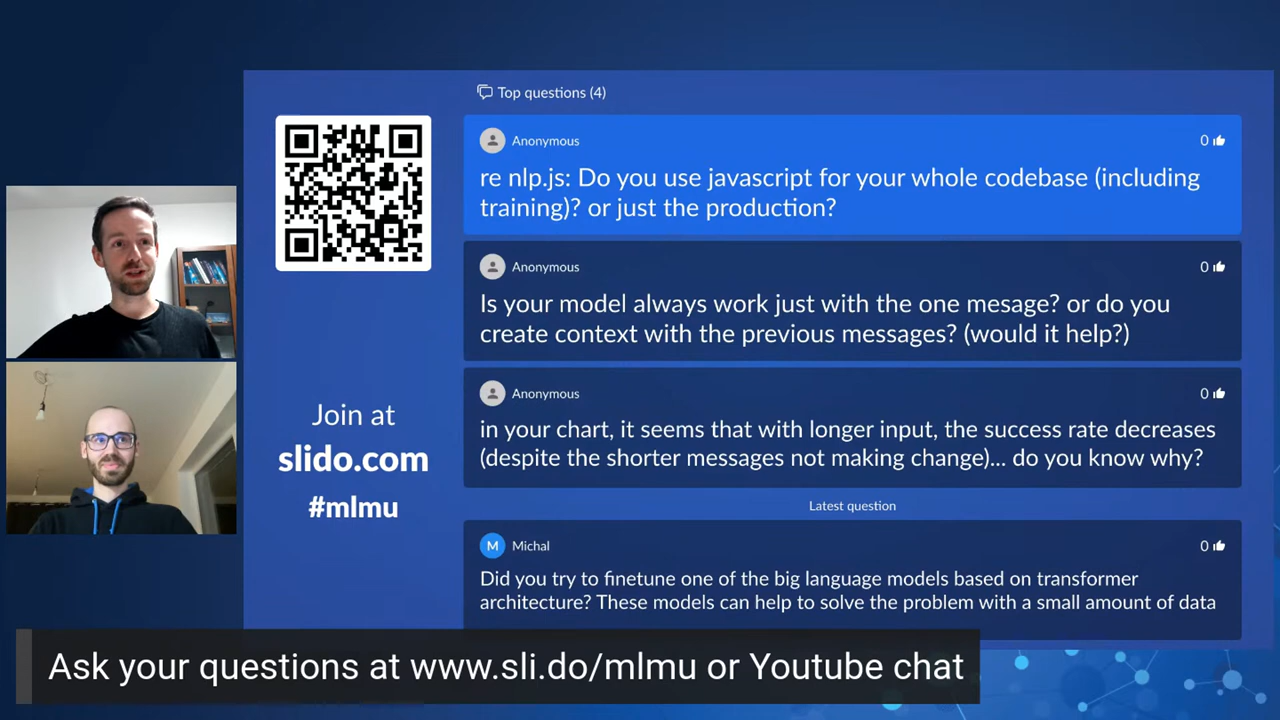 Top questions (4)
Anonymous
0
re nlp.js: Do you use javascript for your whole codebase (including
training)? or just the production?
Anonymous
0
Is your model always work just with the one mesage? or do you
create context with the previous messages? (would it help?)
Anonymous
0
in your chart, it seems that with longer input, the success rate decreases
(despite the shorter messages not making change)... do you know why?
Latest question
M Michal
0
Did you try to finetune one of the big language models based on transformer
architecture? These models can help to solve the problem with a small amount of data
Join at
slido.com
#mlmu
Ask your questions at www.sli.do/mlmu or Youtube chat